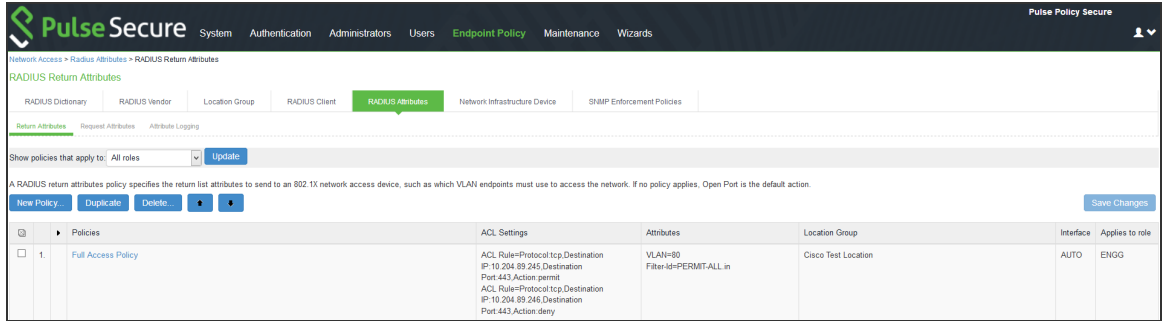 Pulse Policy Secure
Pulse Secure System Authentication Administrators Users Endpoint Policy Maintenance Wizards
Network Access > Radius Attributes > RADIUS Return Attributes
RADIUS Return Attributes
RADIUS Dictionary RADIUS Vendor Location Group RADIUS Client RADIUS Attributes Network Infrastructure Device SNMP Enforcement Policies
Return Attributes Request Attributes Attribute Logging
Show policies that apply to: All roles Update
A RADIUS return attributes policy specifies the return list attributes to send to an 802.1X network access device, such as which VLAN endpoints must use to access the network. If no policy applies, Open Port is the default action.
New Policy... Duplicate Delete... Save Changes
Policies ACL Settings Attributes Location Group Interface Applies to role
1. Full Access Policy ACL Rule=Protocol:tcp,Destination VLAN=80 Cisco Test Location AUTO ENGG
IP:10.204.89.245,Destination Filter-Id=PERMIT-ALL.in
Port:443,Action:permit
ACL Rule=Protocol:tcp,Destination
IP:10.204.89.246,Destination
Port:443,Action:deny